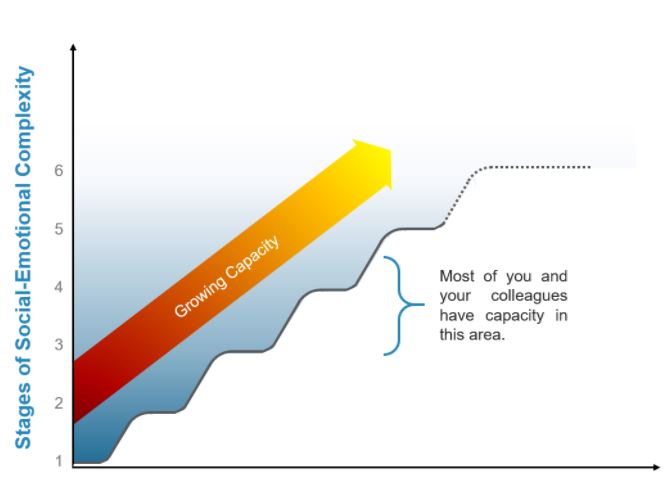 Stages of Social-Emotional Complexity
6
5
4
3
2
1
Growing Capacity
Most of you and
your colleagues
have capacity in
this area.